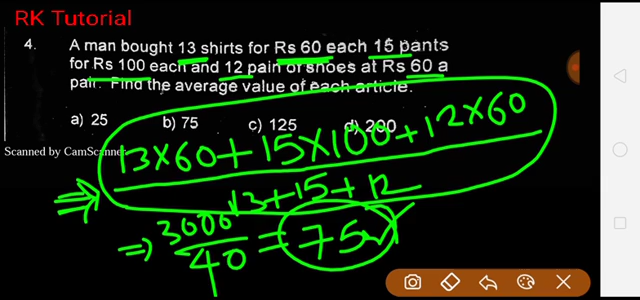 RK Tutorial
4. A man bought 13 shirts for Rs 60 each 15 pants
for Rs 100 each and 12 pain of shoes at Rs 60 a
pair. Find the average value of each article.
a) 25 b) 75 c) 125 d) 200
13×60+15×100+12×60
Scanned by CamScanner
13+15+12
⇒ 3000/40 = 75